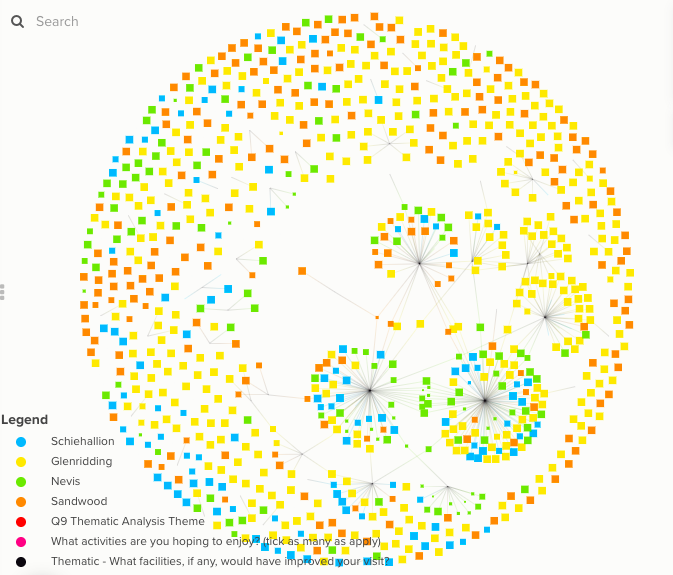 Search
Legend
Schiehallion
Glenridding
Nevis
Sandwood
Q9 Thematic Analysis Theme
What activities are you hoping to enjoy? (tick as many as apply)
Thematic - What facilities, if any, would have improved your visit?